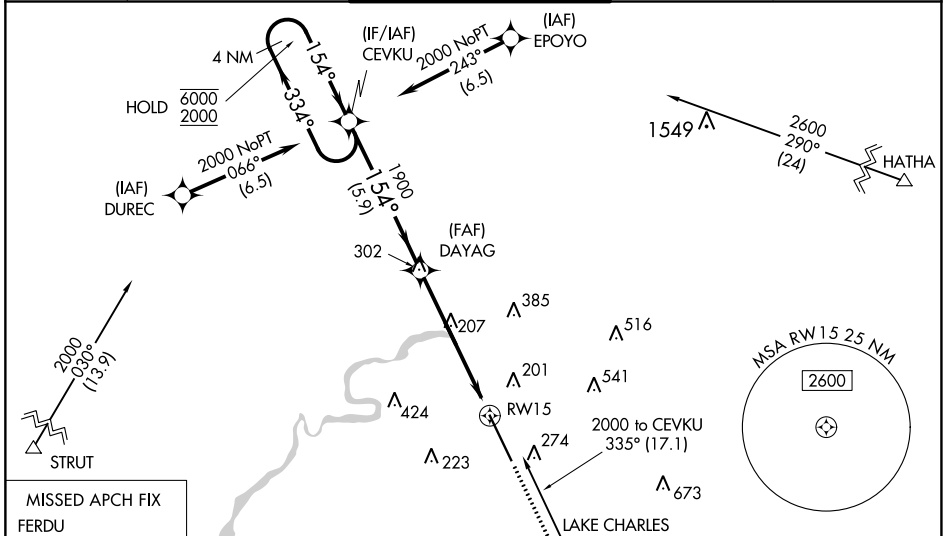 (IAF)
EPOYO
(IF/IAF)
CEVKU
2000 NoPT
243°
(6.5)
4 NM
154°
334°
HOLD 6000
2000
1549
2600
290°
(24)
HATHA
2000 NoPT
066°
(6.5)
(IAF)
DUREC
1900
154°
(5.9)
(FAF)
DAYAG
302
385
207
516
MSA RW15 25 NM
2600
2000
030°
(13.9)
201
541
424
RW15
2000 to CEVKU
335° (17.1)
274
223
STRUT
673
MISSED APCH FIX
FERDU
LAKE CHARLES